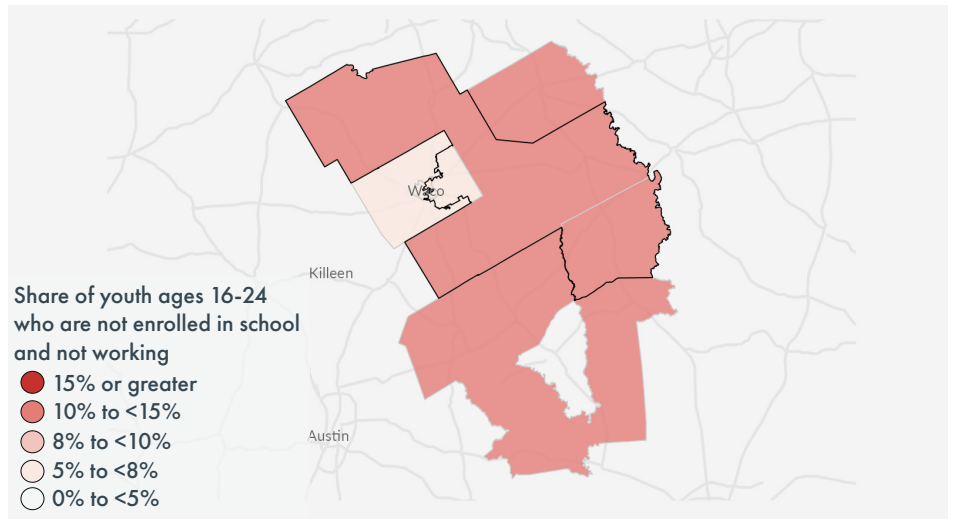 Waco
Killeen
Share of youth ages 16-24
who are not enrolled in school
and not working
15% or greater
10% to <15%
8% to <10%
5% to <8%
0% to <5%
Austin